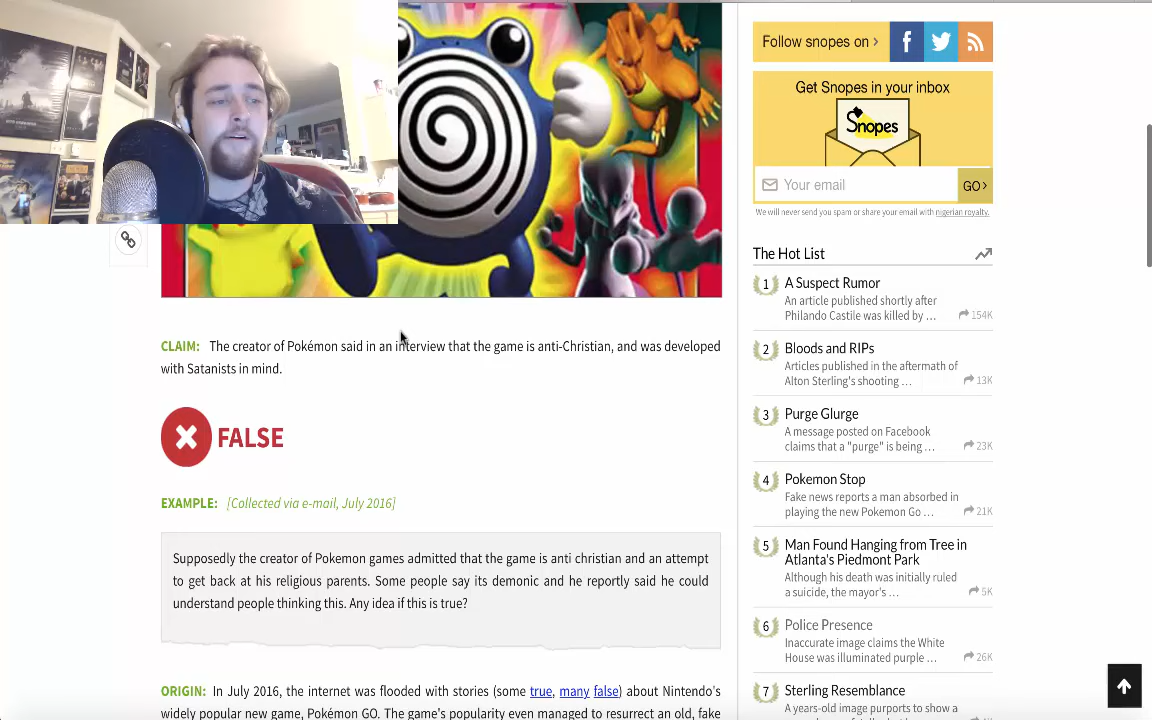 Follow snopes on >
Get Snopes in your inbox
Snopes
Your email
GO>
We will never send you spam or share your email with nigerian royalty.
The Hot List
1 A Suspect Rumor
An article published shortly after
Philando Castile was killed by ...
154K
2 Bloods and RIPs
Articles published in the aftermath of
Alton Sterling's shooting ...
13K
3 Purge Glurge
A message posted on Facebook
claims that a "purge" is being ...
23K
4 Pokemon Stop
Fake news reports a man absorbed in
playing the new Pokemon Go ...
21K
5 Man Found Hanging from Tree in
Atlanta's Piedmont Park
Although his death was initially ruled
a suicide, the mayor's ...
5K
6 Police Presence
Inaccurate image claims the White
House was illuminated purple ...
26K
7 Sterling Resemblance
A years-old image purports to show a
CLAIM: The creator of Pokémon said in an interview that the game is anti-Christian, and was developed
with Satanists in mind.
FALSE
EXAMPLE: [Collected via e-mail, July 2016]
Supposedly the creator of Pokemon games admitted that the game is anti christian and an attempt
to get back at his religious parents. Some people say its demonic and he reportly said he could
understand people thinking this. Any idea if this is true?
ORIGIN: In July 2016, the internet was flooded with stories (some true, many false) about Nintendo's
widely popular new game, Pokémon GO. The game's popularity even managed to resurrect an old, fake